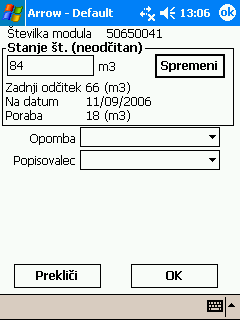 Arrow - Default 13:06 ok
Številka modula 50650041
Stanje št. (neodčitan)
84 m3 Spremeni
Zadnji odčitek 66 (m3)
Na datum 11/09/2006
Poraba 18 (m3)
Opomba
Popisovalec
Prekliči OK